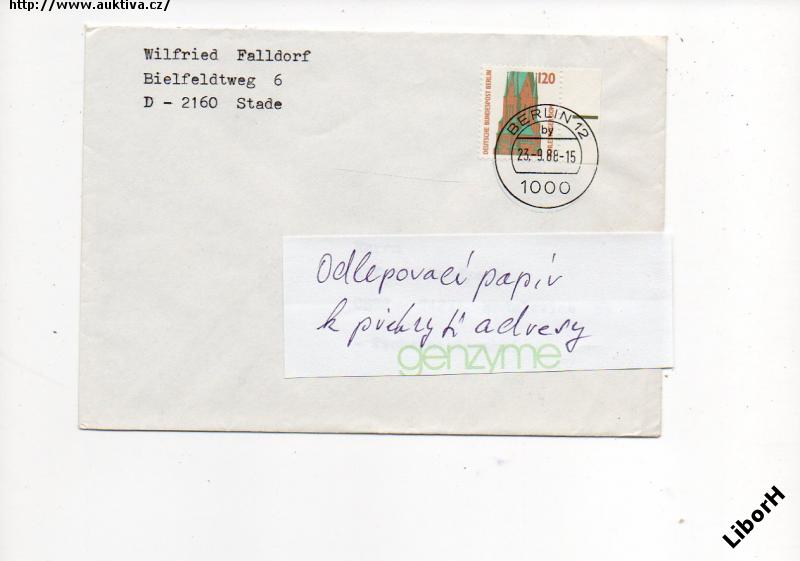 http://www.auktiva.cz/
Wilfried Falldorf
Bielfeldtweg 6
D - 2160 Stade
DEUTSCHE BUNDESPOST BERLIN
120
BERLIN 12
by
23.-9.88-15
1000
Odlepovací papír
k překrytí adresy
genzyme
LiborH